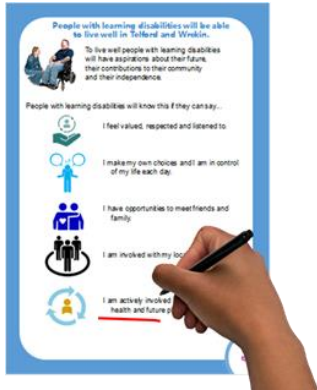 People with learning disabilities will be able
to live well in Telford and Wrekin.
To live well people with learning disabilities
will have aspirations about their future,
their contributions to their community
and their independence.
People with learning disabilities will know this if they can say...
I feel valued, respected and listened to.
I make my own choices and I am in control
of my life each day.
I have opportunities to meet friends and
family.
I am involved with my
I am actively involved
health and future